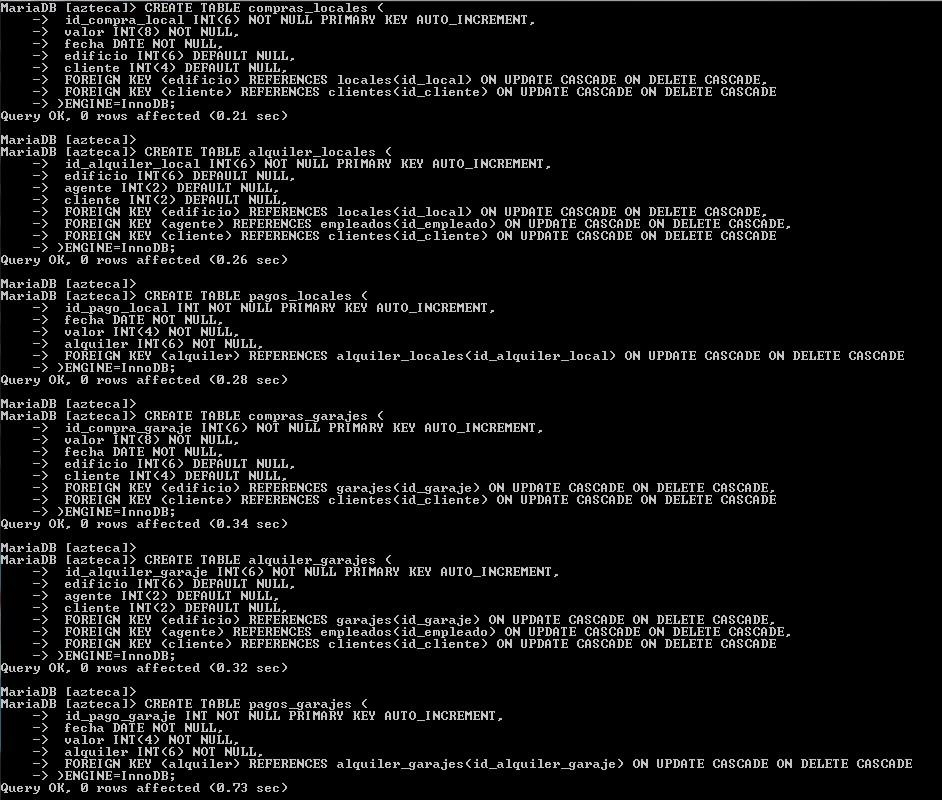 MariaDB [azteca]> CREATE TABLE compras_locales (
    ->  id_compra_local INT(6) NOT NULL PRIMARY KEY AUTO_INCREMENT,
    ->  valor INT(8) NOT NULL,
    ->  fecha DATE NOT NULL,
    ->  edificio INT(6) DEFAULT NULL,
    ->  cliente INT(4) DEFAULT NULL,
    ->  FOREIGN KEY (edificio) REFERENCES locales(id_local) ON UPDATE CASCADE ON DELETE CASCADE,
    ->  FOREIGN KEY (cliente) REFERENCES clientes(id_cliente) ON UPDATE CASCADE ON DELETE CASCADE
    -> )ENGINE=InnoDB;
Query OK, 0 rows affected (0.21 sec)

MariaDB [azteca]>
MariaDB [azteca]> CREATE TABLE alquiler_locales (
    ->  id_alquiler_local INT(6) NOT NULL PRIMARY KEY AUTO_INCREMENT,
    ->  edificio INT(6) DEFAULT NULL,
    ->  agente INT(2) DEFAULT NULL,
    ->  cliente INT(2) DEFAULT NULL,
    ->  FOREIGN KEY (edificio) REFERENCES locales(id_local) ON UPDATE CASCADE ON DELETE CASCADE,
    ->  FOREIGN KEY (agente) REFERENCES empleados(id_empleado) ON UPDATE CASCADE ON DELETE CASCADE,
    ->  FOREIGN KEY (cliente) REFERENCES clientes(id_cliente) ON UPDATE CASCADE ON DELETE CASCADE
    -> )ENGINE=InnoDB;
Query OK, 0 rows affected (0.26 sec)

MariaDB [azteca]>
MariaDB [azteca]> CREATE TABLE pagos_locales (
    ->  id_pago_local INT NOT NULL PRIMARY KEY AUTO_INCREMENT,
    ->  fecha DATE NOT NULL,
    ->  valor INT(4) NOT NULL,
    ->  alquiler INT(6) NOT NULL,
    ->  FOREIGN KEY (alquiler) REFERENCES alquiler_locales(id_alquiler_local) ON UPDATE CASCADE ON DELETE CASCADE
    -> )ENGINE=InnoDB;
Query OK, 0 rows affected (0.28 sec)

MariaDB [azteca]>
MariaDB [azteca]> CREATE TABLE compras_garajes (
    ->  id_compra_garaje INT(6) NOT NULL PRIMARY KEY AUTO_INCREMENT,
    ->  valor INT(8) NOT NULL,
    ->  fecha DATE NOT NULL,
    ->  edificio INT(6) DEFAULT NULL,
    ->  cliente INT(4) DEFAULT NULL,
    ->  FOREIGN KEY (edificio) REFERENCES garajes(id_garaje) ON UPDATE CASCADE ON DELETE CASCADE,
    ->  FOREIGN KEY (cliente) REFERENCES clientes(id_cliente) ON UPDATE CASCADE ON DELETE CASCADE
    -> )ENGINE=InnoDB;
Query OK, 0 rows affected (0.34 sec)

MariaDB [azteca]>
MariaDB [azteca]> CREATE TABLE alquiler_garajes (
    ->  id_alquiler_garaje INT(6) NOT NULL PRIMARY KEY AUTO_INCREMENT,
    ->  edificio INT(6) DEFAULT NULL,
    ->  agente INT(2) DEFAULT NULL,
    ->  cliente INT(2) DEFAULT NULL,
    ->  FOREIGN KEY (edificio) REFERENCES garajes(id_garaje) ON UPDATE CASCADE ON DELETE CASCADE,
    ->  FOREIGN KEY (agente) REFERENCES empleados(id_empleado) ON UPDATE CASCADE ON DELETE CASCADE,
    ->  FOREIGN KEY (cliente) REFERENCES clientes(id_cliente) ON UPDATE CASCADE ON DELETE CASCADE
    -> )ENGINE=InnoDB;
Query OK, 0 rows affected (0.32 sec)

MariaDB [azteca]>
MariaDB [azteca]> CREATE TABLE pagos_garajes (
    ->  id_pago_garaje INT NOT NULL PRIMARY KEY AUTO_INCREMENT,
    ->  fecha DATE NOT NULL,
    ->  valor INT(4) NOT NULL,
    ->  alquiler INT(6) NOT NULL,
    ->  FOREIGN KEY (alquiler) REFERENCES alquiler_garajes(id_alquiler_garaje) ON UPDATE CASCADE ON DELETE CASCADE
    -> )ENGINE=InnoDB;
Query OK, 0 rows affected (0.73 sec)